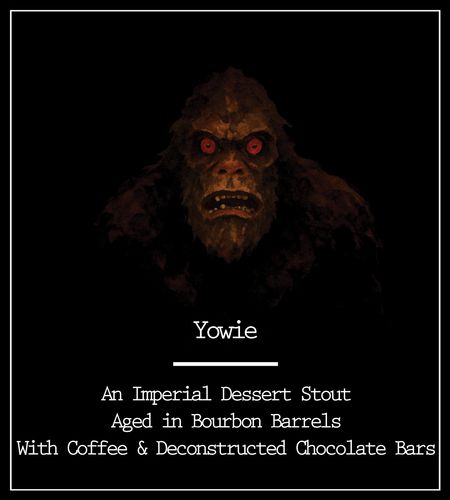 Yowie
An Imperial Dessert Stout
Aged in Bourbon Barrels
With Coffee & Deconstructed Chocolate Bars